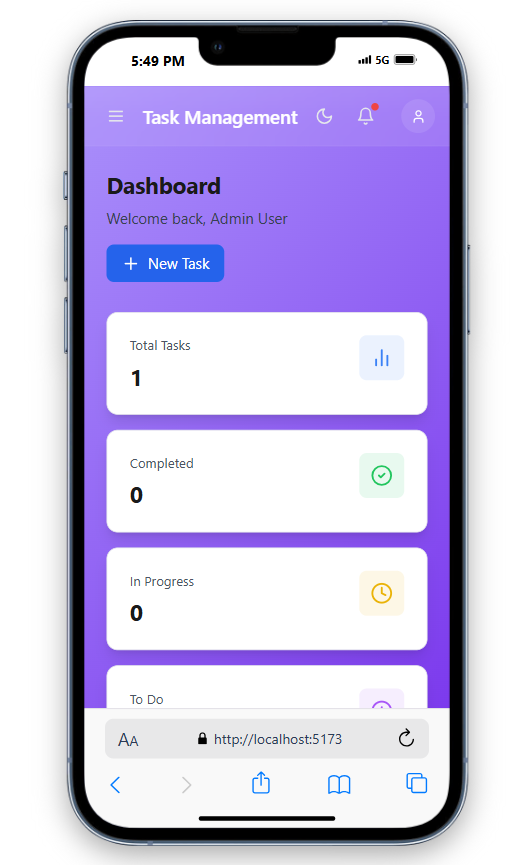 5:49 PM 5G
Task Management
Dashboard
Welcome back, Admin User
New Task
Total Tasks
1
Completed
0
In Progress
0
To Do
AA http://localhost:5173